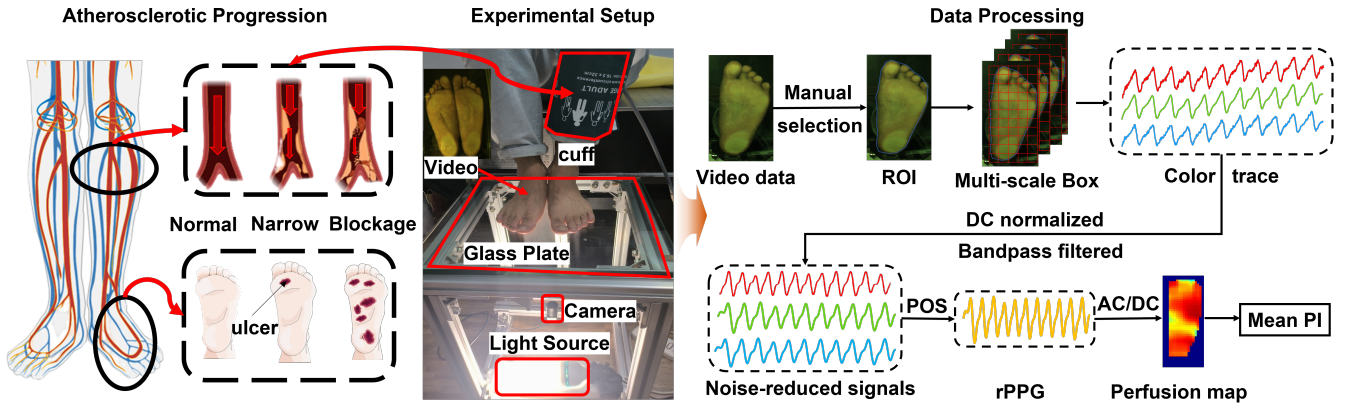 Atherosclerotic Progression
Normal
Narrow
Blockage
ulcer
Experimental Setup
ADULT
Video
cuff
Glass Plate
Camera
Light Source
Data Processing
Video data
Manual
selection
ROI
Multi-scale Box
Color trace
DC normalized
Bandpass filtered
Noise-reduced signals
POS
rPPG
AC/DC
Perfusion map
Mean PI